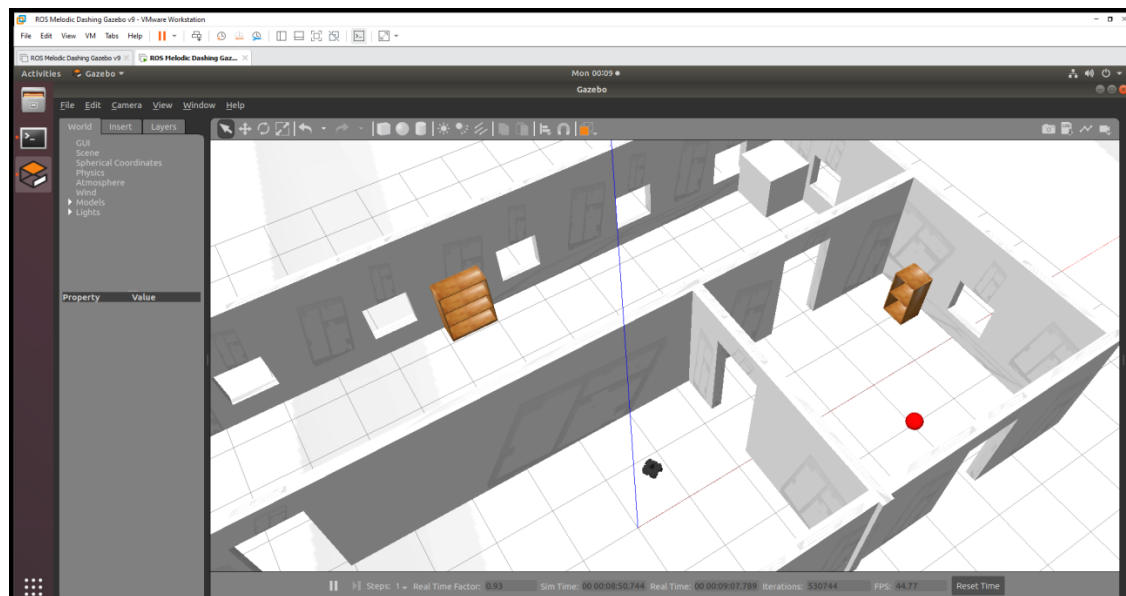 ROS Melodic Dashing Gazebo v9 - VMware Workstation
File Edit View VM Tabs Help
ROS Melodic Dashing Gazebo v9 ROS Melodic Dashing Gaz...
Activities Gazebo Mon 00:09
Gazebo
File Edit Camera View Window Help
World Insert Layers
GUI
Scene
Spherical Coordinates
Physics
Atmosphere
Wind
Models
Lights
Property Value
Steps: 1 Real Time Factor: 0.93 Sim Time: 00 00:08:50.744 Real Time: 00 00:09:07.789 Iterations: 530744 FPS: 44.77 Reset Time